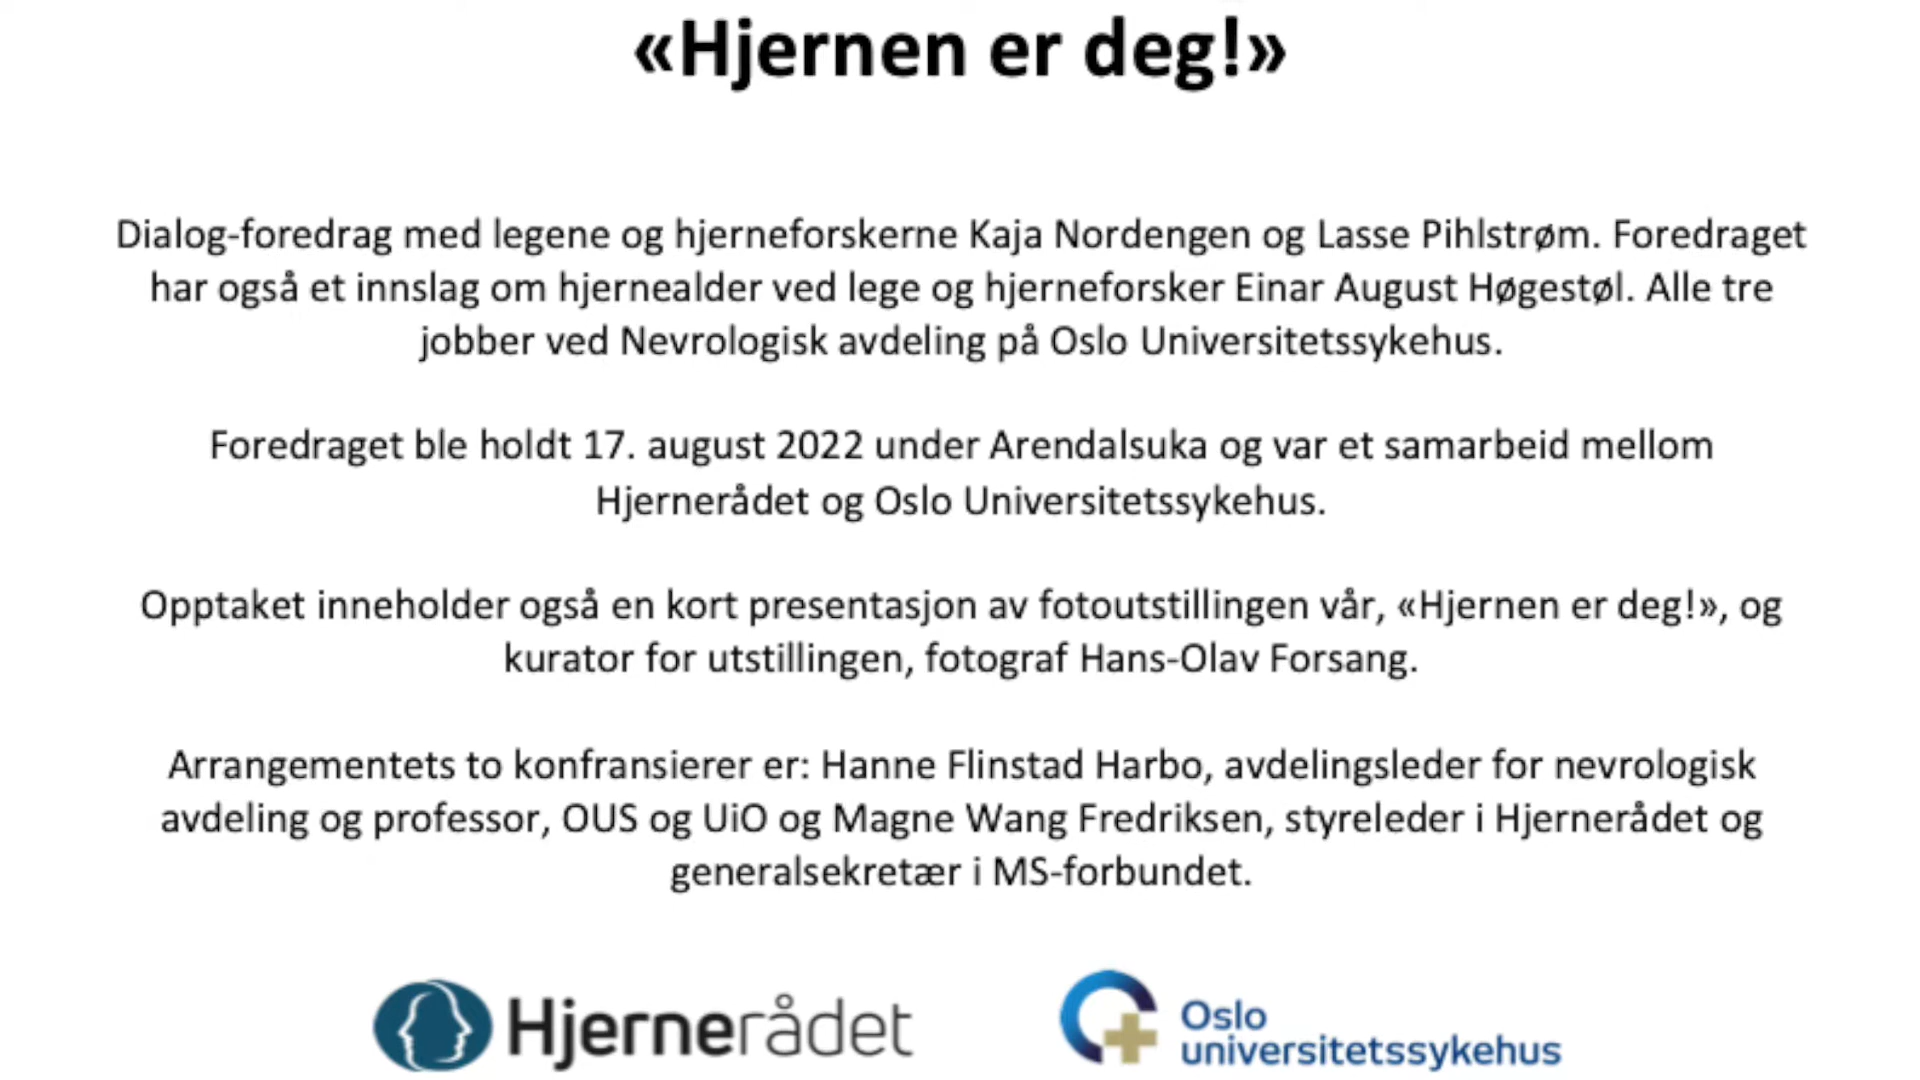 «Hjernen er deg!»
Dialog-foredrag med legene og hjerneforskerne Kaja Nordengen og Lasse Pihlstrøm. Foredraget
har også et innslag om hjernealder ved lege og hjerneforsker Einar August Høgestøl. Alle tre
jobber ved Nevrologisk avdeling på Oslo Universitetssykehus.
Foredraget ble holdt 17. august 2022 under Arendalsuka og var et samarbeid mellom
Hjernerådet og Oslo Universitetssykehus.
Opptaket inneholder også en kort presentasjon av fotoutstillingen vår, «Hjernen er deg!», og
kurator for utstillingen, fotograf Hans-Olav Forsang.
Arrangementets to konfransierer er: Hanne Flinstad Harbo, avdelingsleder for nevrologisk
avdeling og professor, OUS og UiO og Magne Wang Fredriksen, styreleder i Hjernerådet og
generalsekretær i MS-forbundet.
Hjernerådet
Oslo
universitetssykehus